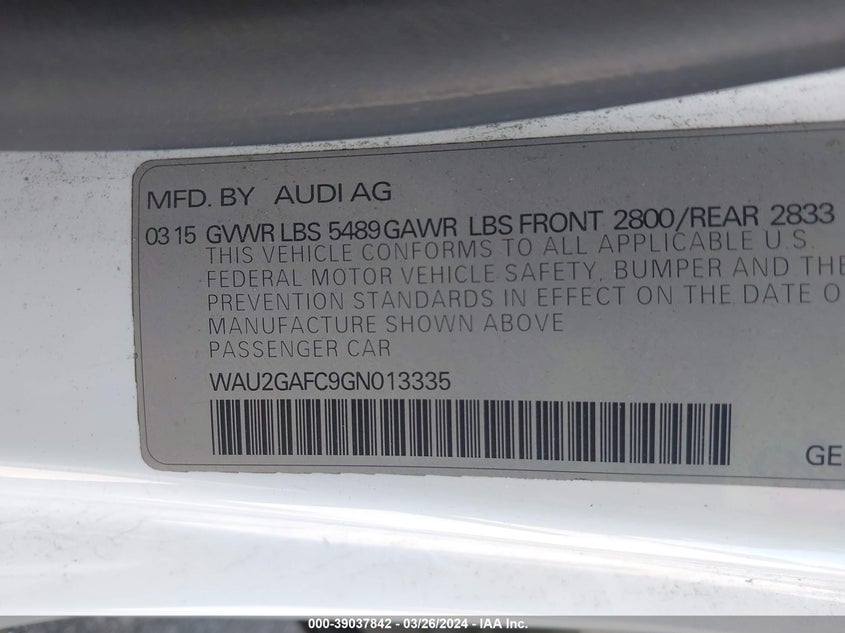 MFD. BY AUDI AG
03 15 GVWR LBS 5489 GAWR LBS FRONT 2800/REAR 2833
THIS VEHICLE CONFORMS TO ALL APPLICABLE U.S.
FEDERAL MOTOR VEHICLE SAFETY, BUMPER AND THE
PREVENTION STANDARDS IN EFFECT ON THE DATE O
MANUFACTURE SHOWN ABOVE
PASSENGER CAR
WAU2GAFC9GN013335
GE
000-39037842 - 03/26/2024 - IAA Inc.